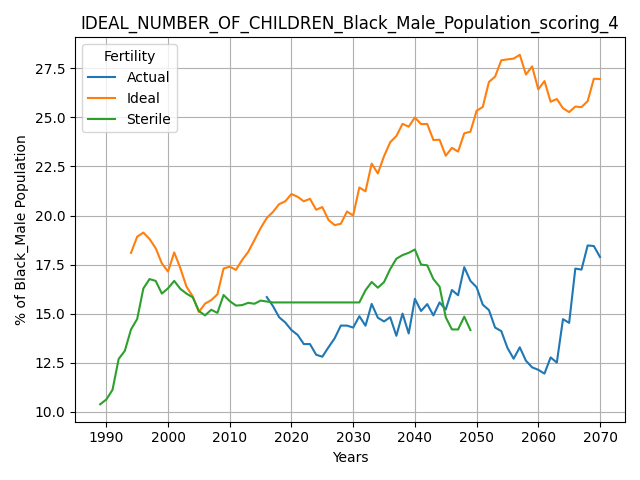 IDEAL_NUMBER_OF_CHILDREN_Black_Male_Population_scoring_4
Fertility
Actual
Ideal
Sterile
% of Black_Male Population
27.5
25.0
22.5
20.0
17.5
15.0
12.5
10.0
1990 2000 2010 2020 2030 2040 2050 2060 2070
Years